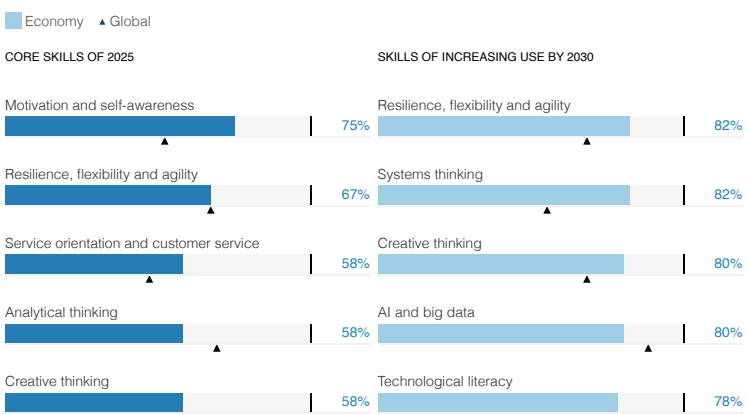 Economy Global
CORE SKILLS OF 2025
Motivation and self-awareness
75%
Resilience, flexibility and agility
67%
Service orientation and customer service
58%
Analytical thinking
58%
Creative thinking
58%
SKILLS OF INCREASING USE BY 2030
Resilience, flexibility and agility
82%
Systems thinking
82%
Creative thinking
80%
AI and big data
80%
Technological literacy
78%